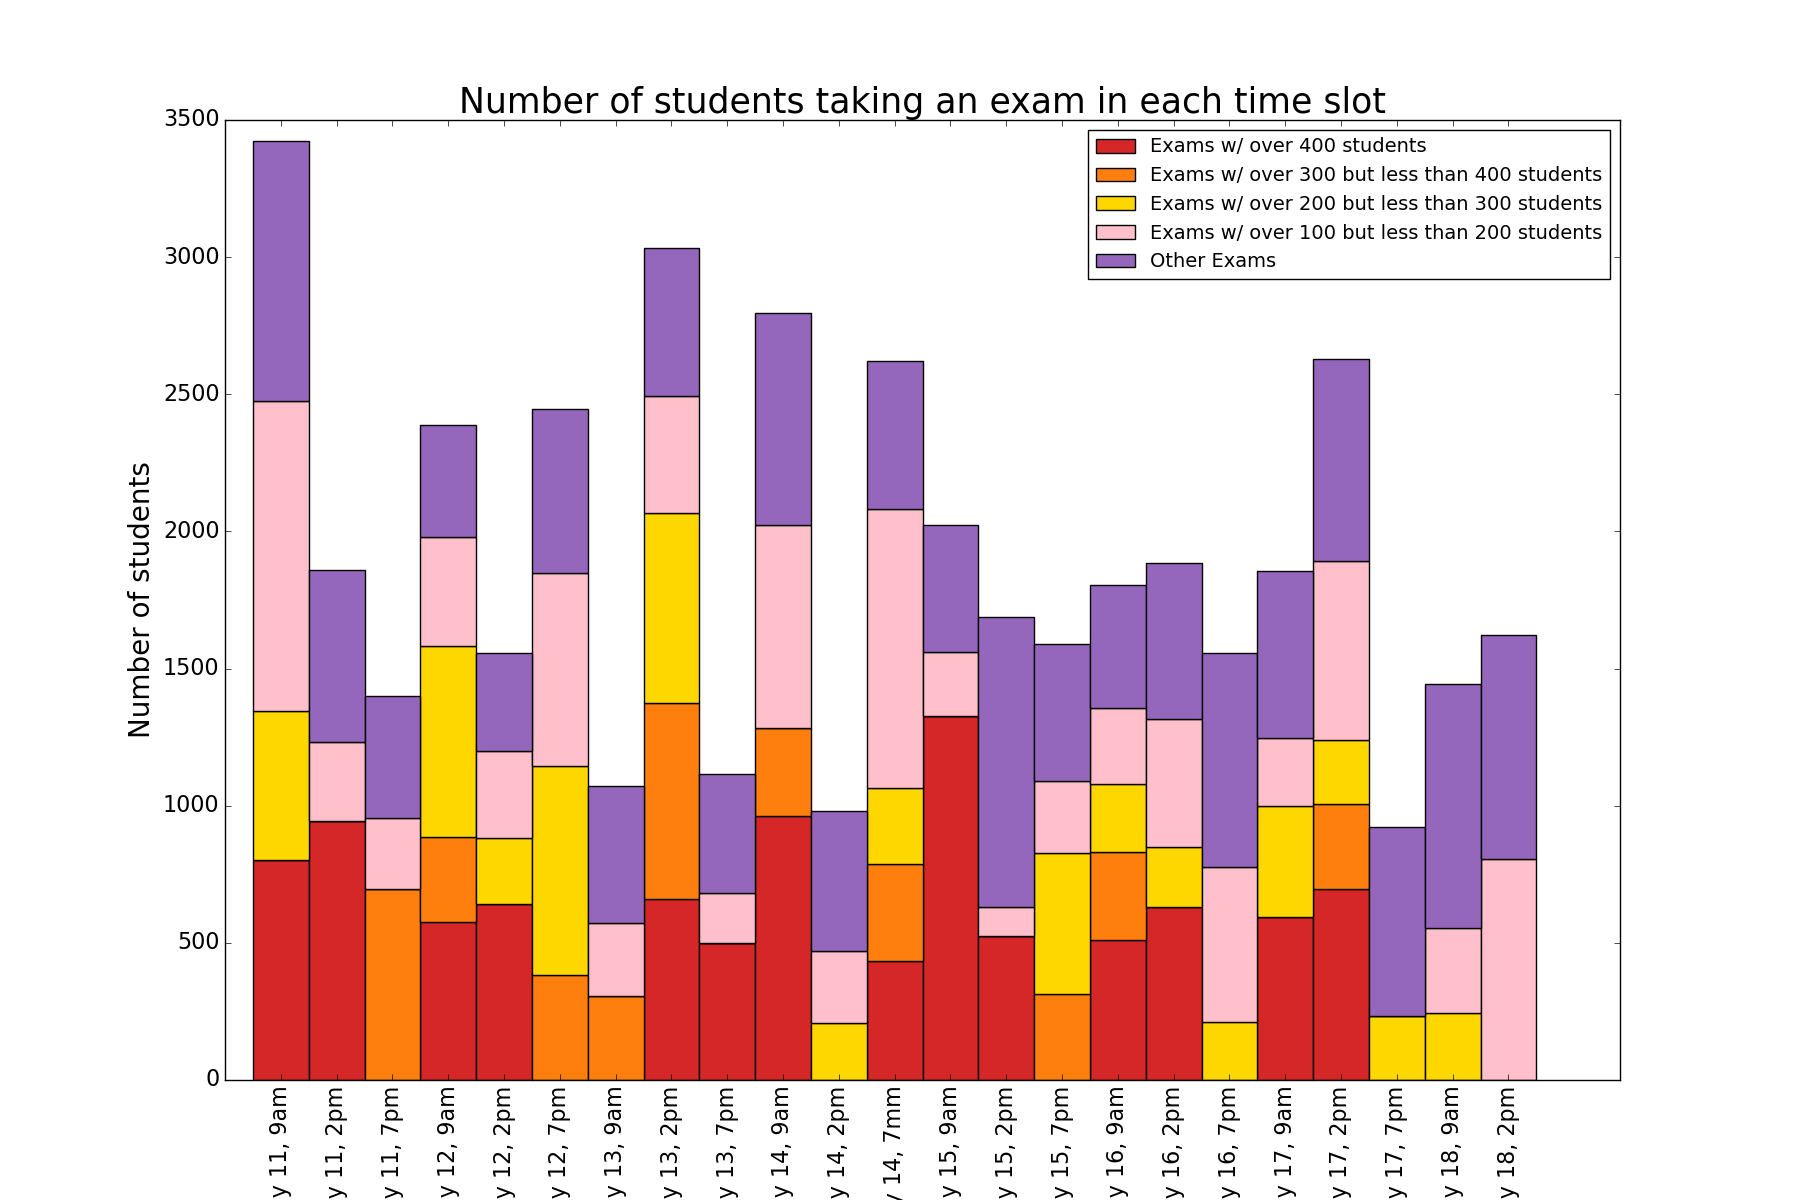 Number of students taking an exam in each time slot
Exams w/ over 400 students
Exams w/ over 300 but less than 400 students
Exams w/ over 200 but less than 300 students
Exams w/ over 100 but less than 200 students
Other Exams
Number of students
3500
3000
2500
2000
1500
1000
500
0
y 11, 9am
y 11, 2pm
y 11, 7pm
y 12, 9am
y 12, 2pm
y 12, 7pm
y 13, 9am
y 13, 2pm
y 13, 7pm
y 14, 9am
y 14, 2pm
y 14, 7mm
y 15, 9am
y 15, 2pm
y 15, 7pm
y 16, 9am
y 16, 2pm
y 16, 7pm
y 17, 9am
y 17, 2pm
y 17, 7pm
y 18, 9am
y 18, 2pm